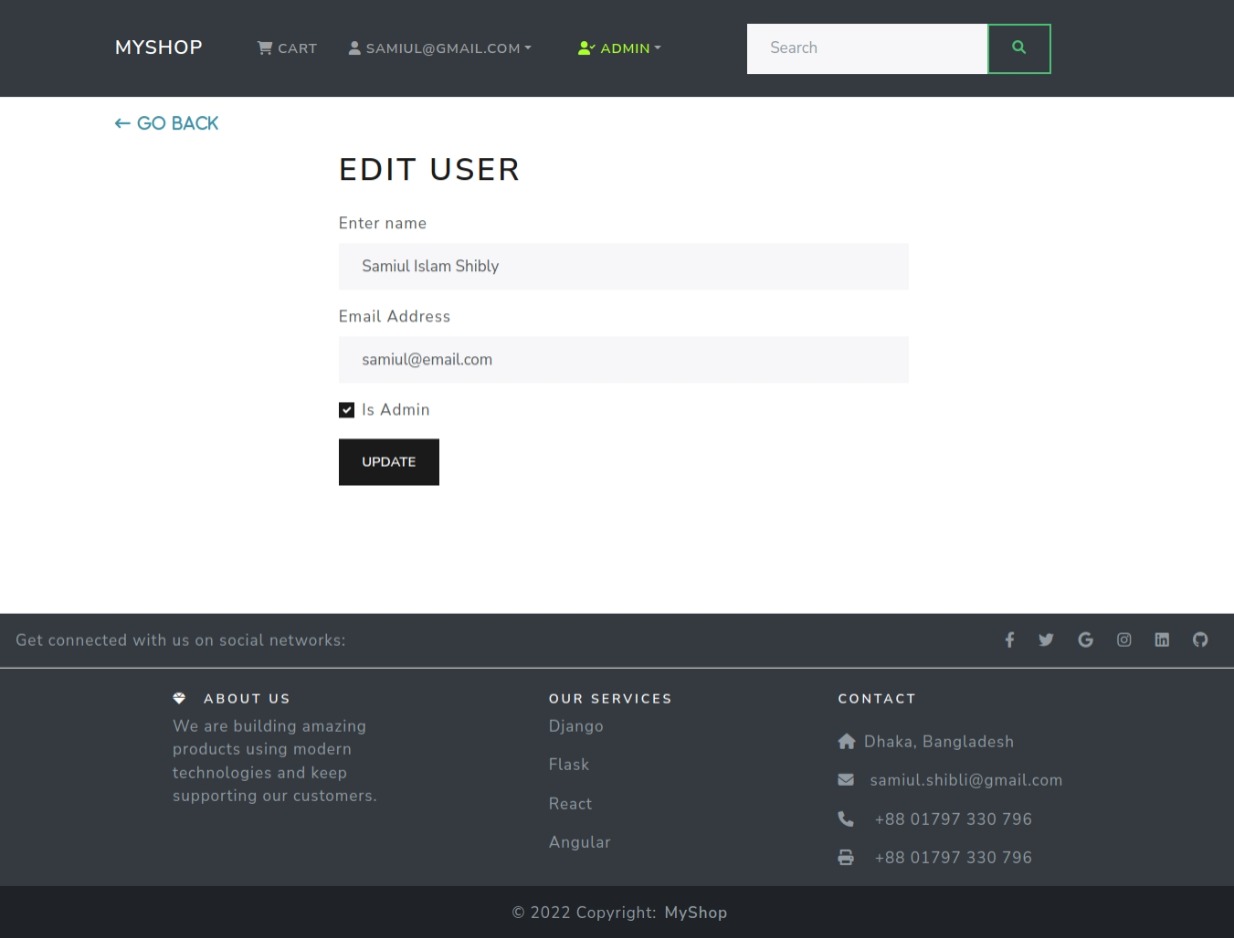 MYSHOP CART SAMIUL@GMAIL.COM ADMIN Search
GO BACK
EDIT USER
Enter name
Samiul Islam Shibly
Email Address
samiul@email.com
Is Admin
UPDATE
Get connected with us on social networks:
ABOUT US
We are building amazing
products using modern
technologies and keep
supporting our customers.
OUR SERVICES
Django
Flask
React
Angular
CONTACT
Dhaka, Bangladesh
samiul.shibli@gmail.com
+88 01797 330 796
+88 01797 330 796
© 2022 Copyright: MyShop